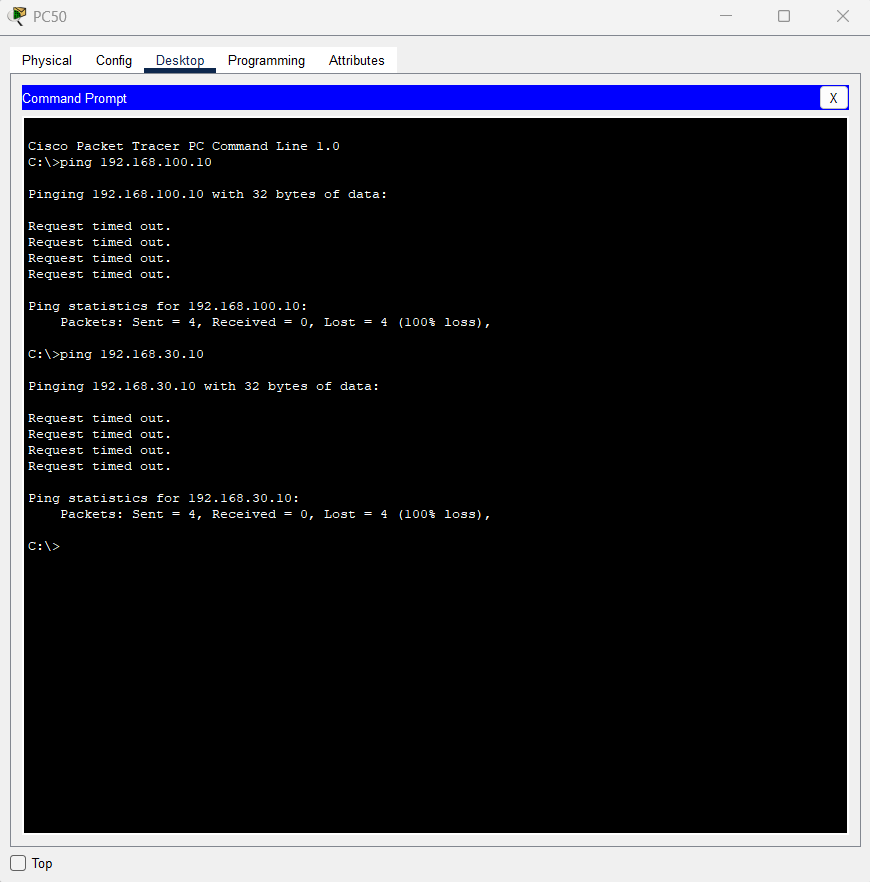 PC50
Physical Config Desktop Programming Attributes
Command Prompt X
Cisco Packet Tracer PC Command Line 1.0
C:\>ping 192.168.100.10
Pinging 192.168.100.10 with 32 bytes of data:
Request timed out.
Request timed out.
Request timed out.
Request timed out.
Ping statistics for 192.168.100.10:
Packets: Sent = 4, Received = 0, Lost = 4 (100% loss),
C:\>ping 192.168.30.10
Pinging 192.168.30.10 with 32 bytes of data:
Request timed out.
Request timed out.
Request timed out.
Request timed out.
Ping statistics for 192.168.30.10:
Packets: Sent = 4, Received = 0, Lost = 4 (100% loss),
C:\>
Top